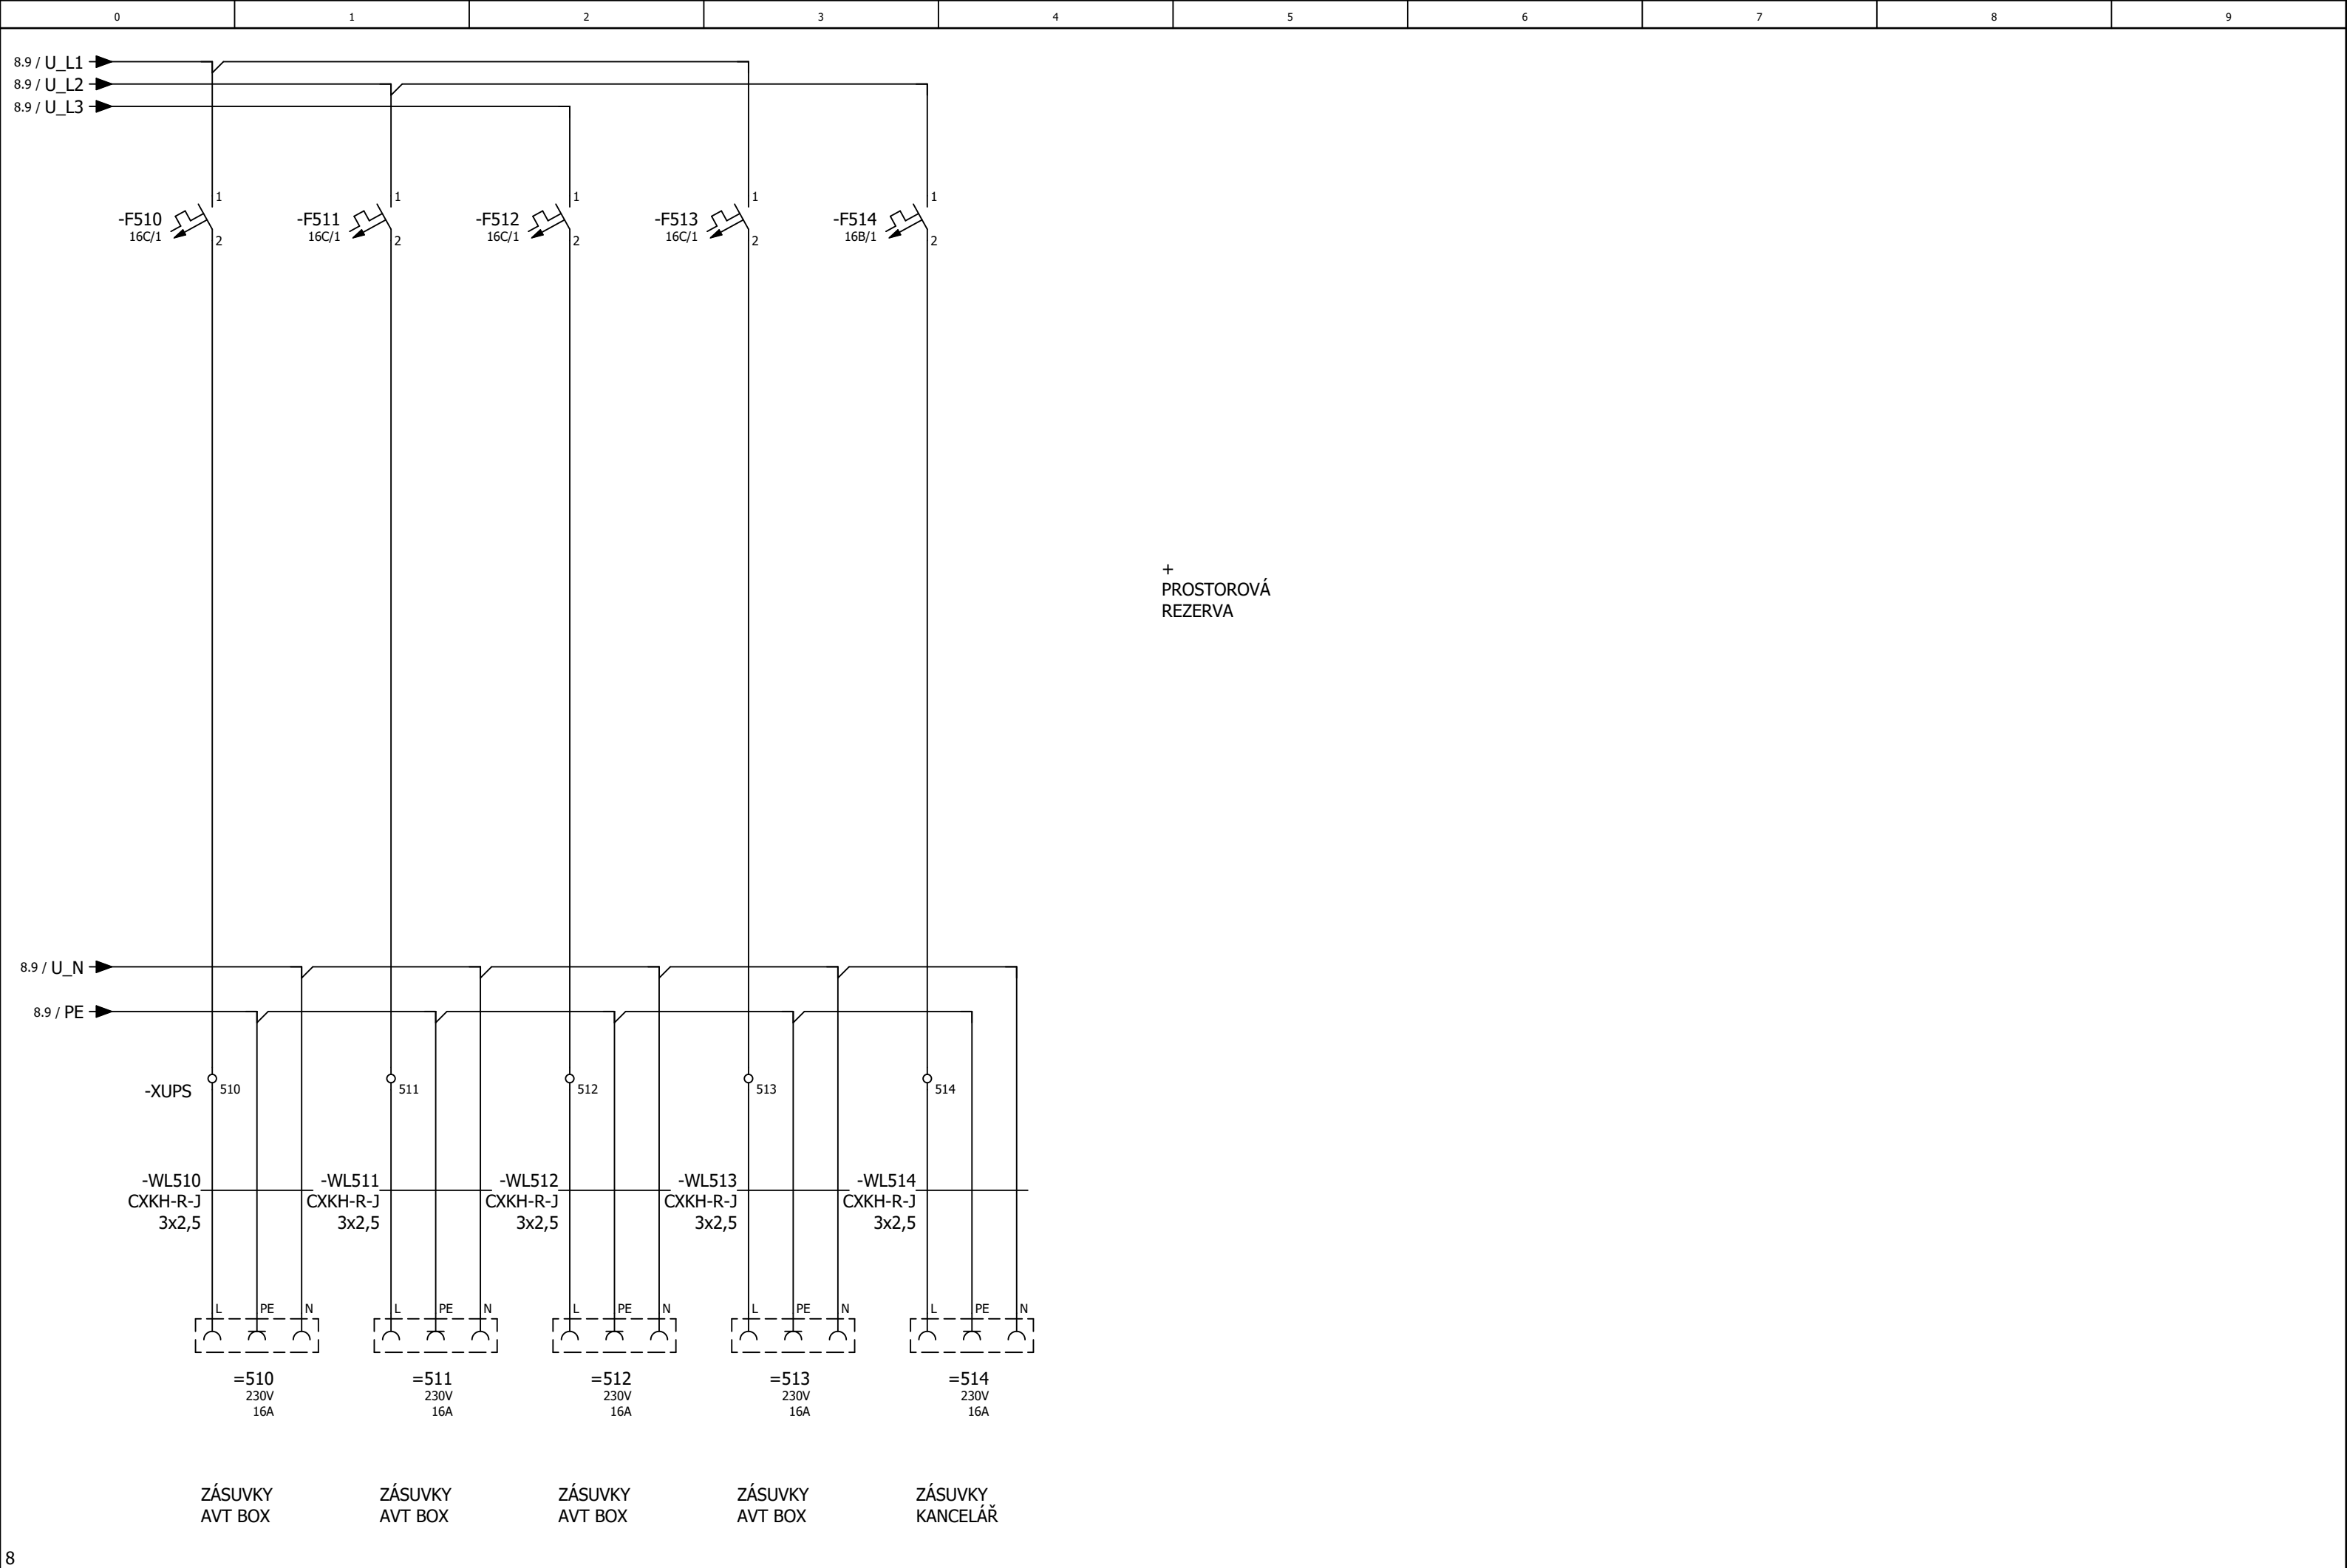 0 1 2 3 4 5 6 7 8 9
8.9 / U_L1
8.9 / U_L2
8.9 / U_L3
1 1 1 1 1
-F510 -F511 -F512 -F513 -F514
16C/1 16C/1 16C/1 16C/1 16B/1
2 2 2 2 2
+
PROSTOROVÁ
REZERVA
8.9 / U_N
8.9 / PE
-XUPS 510 511 512 513 514
-WL510 -WL511 -WL512 -WL513 -WL514
CXKH-R-J CXKH-R-J CXKH-R-J CXKH-R-J CXKH-R-J
3x2,5 3x2,5 3x2,5 3x2,5 3x2,5
L PE N L PE N L PE N L PE N L PE N
=510 =511 =512 =513 =514
230V 230V 230V 230V 230V
16A 16A 16A 16A 16A
ZÁSUVKY ZÁSUVKY ZÁSUVKY ZÁSUVKY ZÁSUVKY
AVT BOX AVT BOX AVT BOX AVT BOX KANCELÁŘ
8